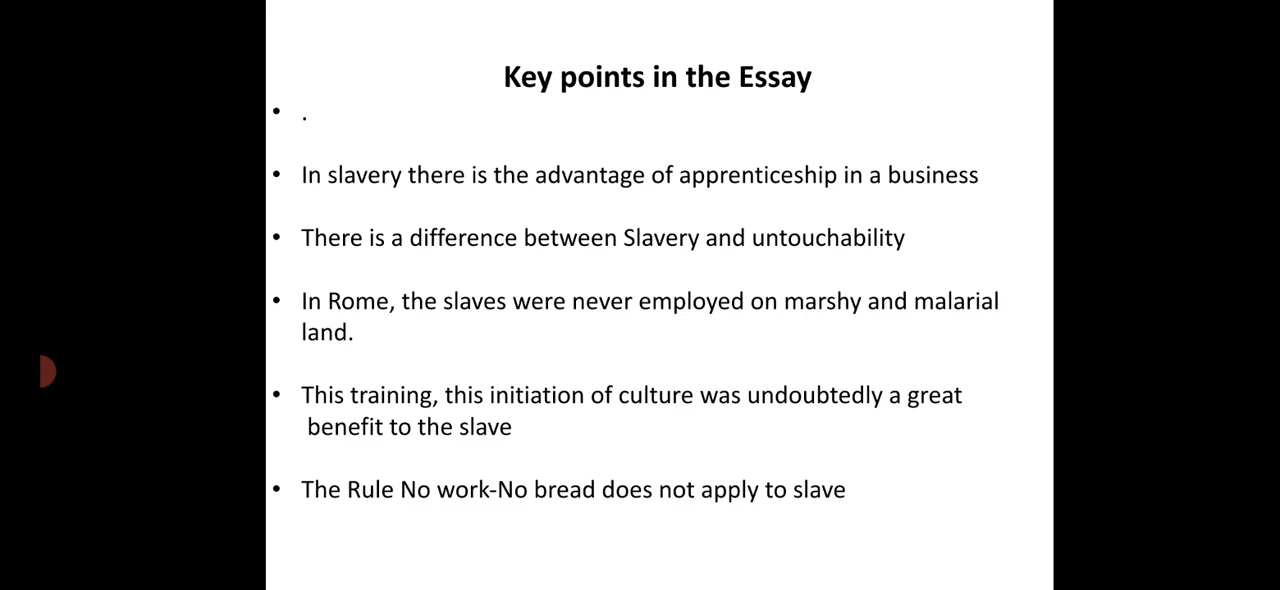 Key points in the Essay
• .
• In slavery there is the advantage of apprenticeship in a business
• There is a difference between Slavery and untouchability
• In Rome, the slaves were never employed on marshy and malarial
land.
• This training, this initiation of culture was undoubtedly a great
benefit to the slave
• The Rule No work-No bread does not apply to slave